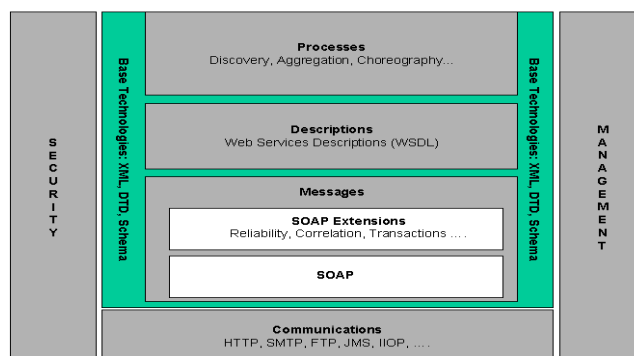 SECURITY
Base Technologies: XML, DTD, Schema
Processes
Discovery, Aggregation, Choreography...
Descriptions
Web Services Descriptions (WSDL)
Messages
SOAP Extensions
Reliability, Correlation, Transactions ....
SOAP
Base Technologies: XML, DTD, Schema
MANAGEMENT
Communications
HTTP, SMTP, FTP, JMS, IIOP, ....